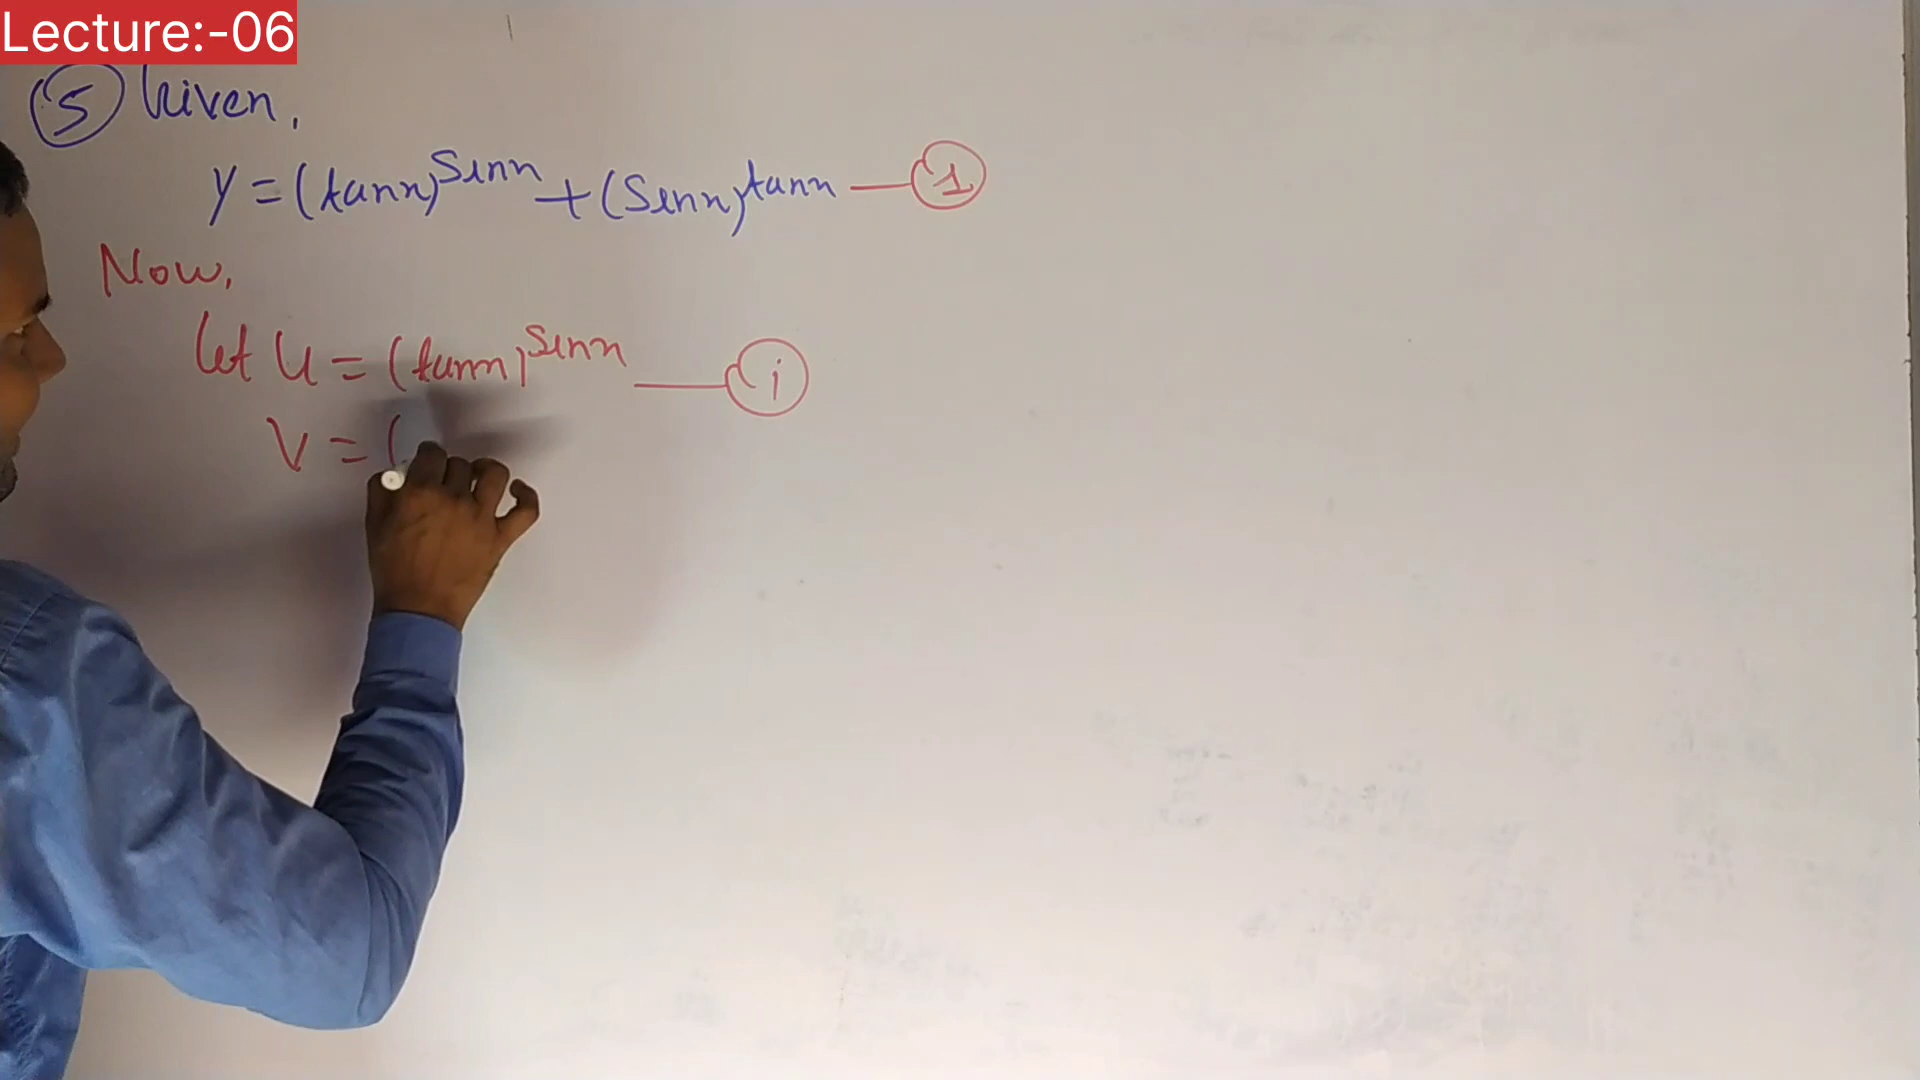 Lecture:-06
(5) Given,
y = (tanx)^Sinx + (Sinx)^tanx — (1)
Now,
let u = (tanx)^Sinx — (i)
v = (